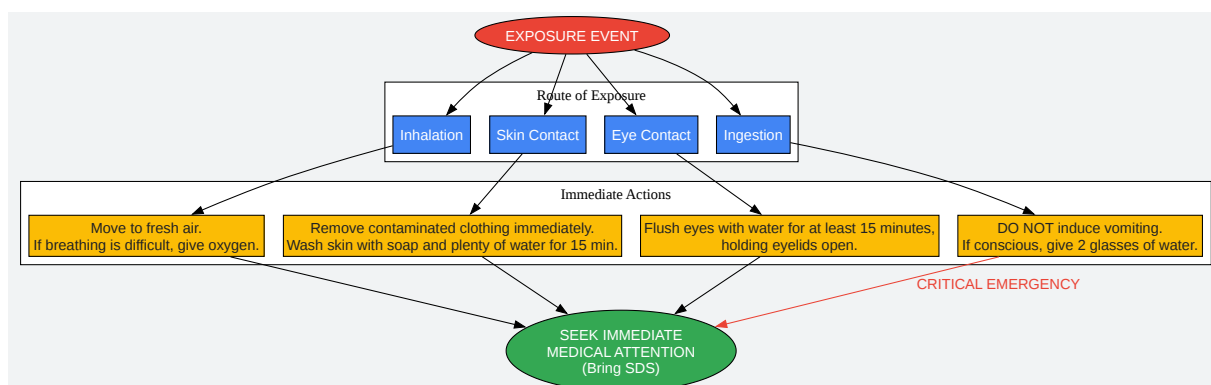 EXPOSURE EVENT
Route of Exposure
Inhalation
Skin Contact
Eye Contact
Ingestion
Immediate Actions
Move to fresh air.
If breathing is difficult, give oxygen.
Remove contaminated clothing immediately.
Wash skin with soap and plenty of water for 15 min.
Flush eyes with water for at least 15 minutes,
holding eyelids open.
DO NOT induce vomiting.
If conscious, give 2 glasses of water.
CRITICAL EMERGENCY
SEEK IMMEDIATE
MEDICAL ATTENTION
(Bring SDS)